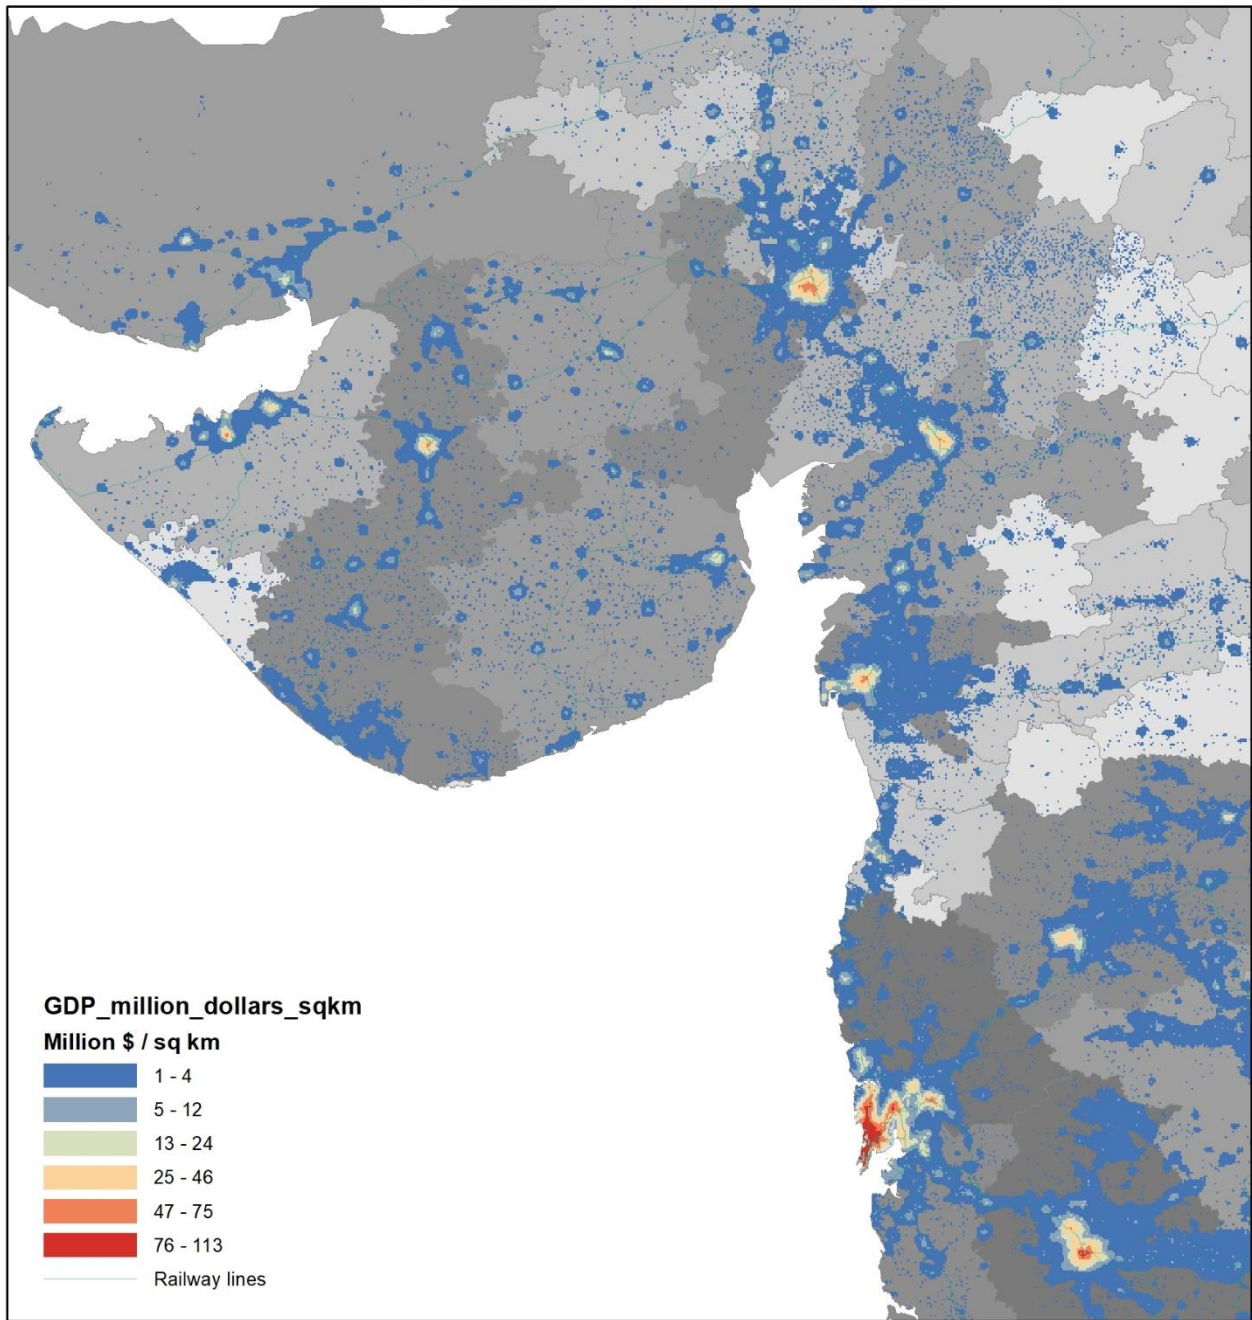 GDP_million_dollars_sqkm
Million $ / sq km
1 - 4
5 - 12
13 - 24
25 - 46
47 - 75
76 - 113
Railway lines